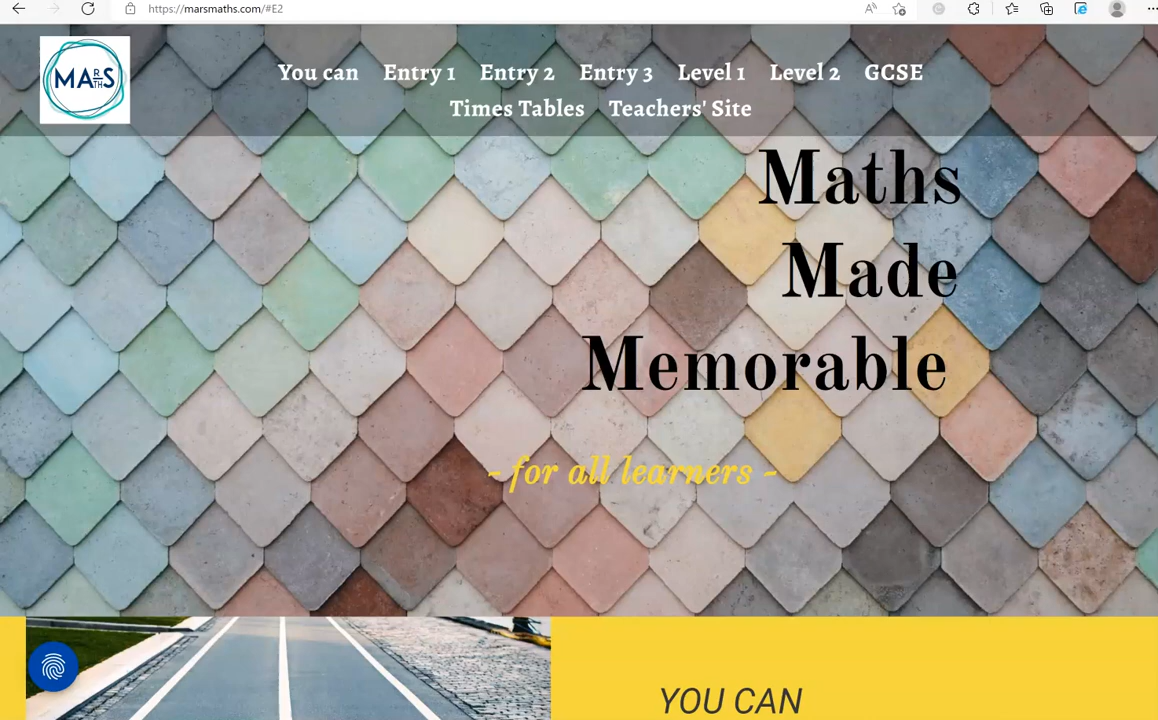 https://marsmaths.com/#E2
MARS
MATHS
You can Entry 1 Entry 2 Entry 3 Level 1 Level 2 GCSE
Times Tables Teachers' Site
Maths
Made
Memorable
- for all learners -
YOU CAN